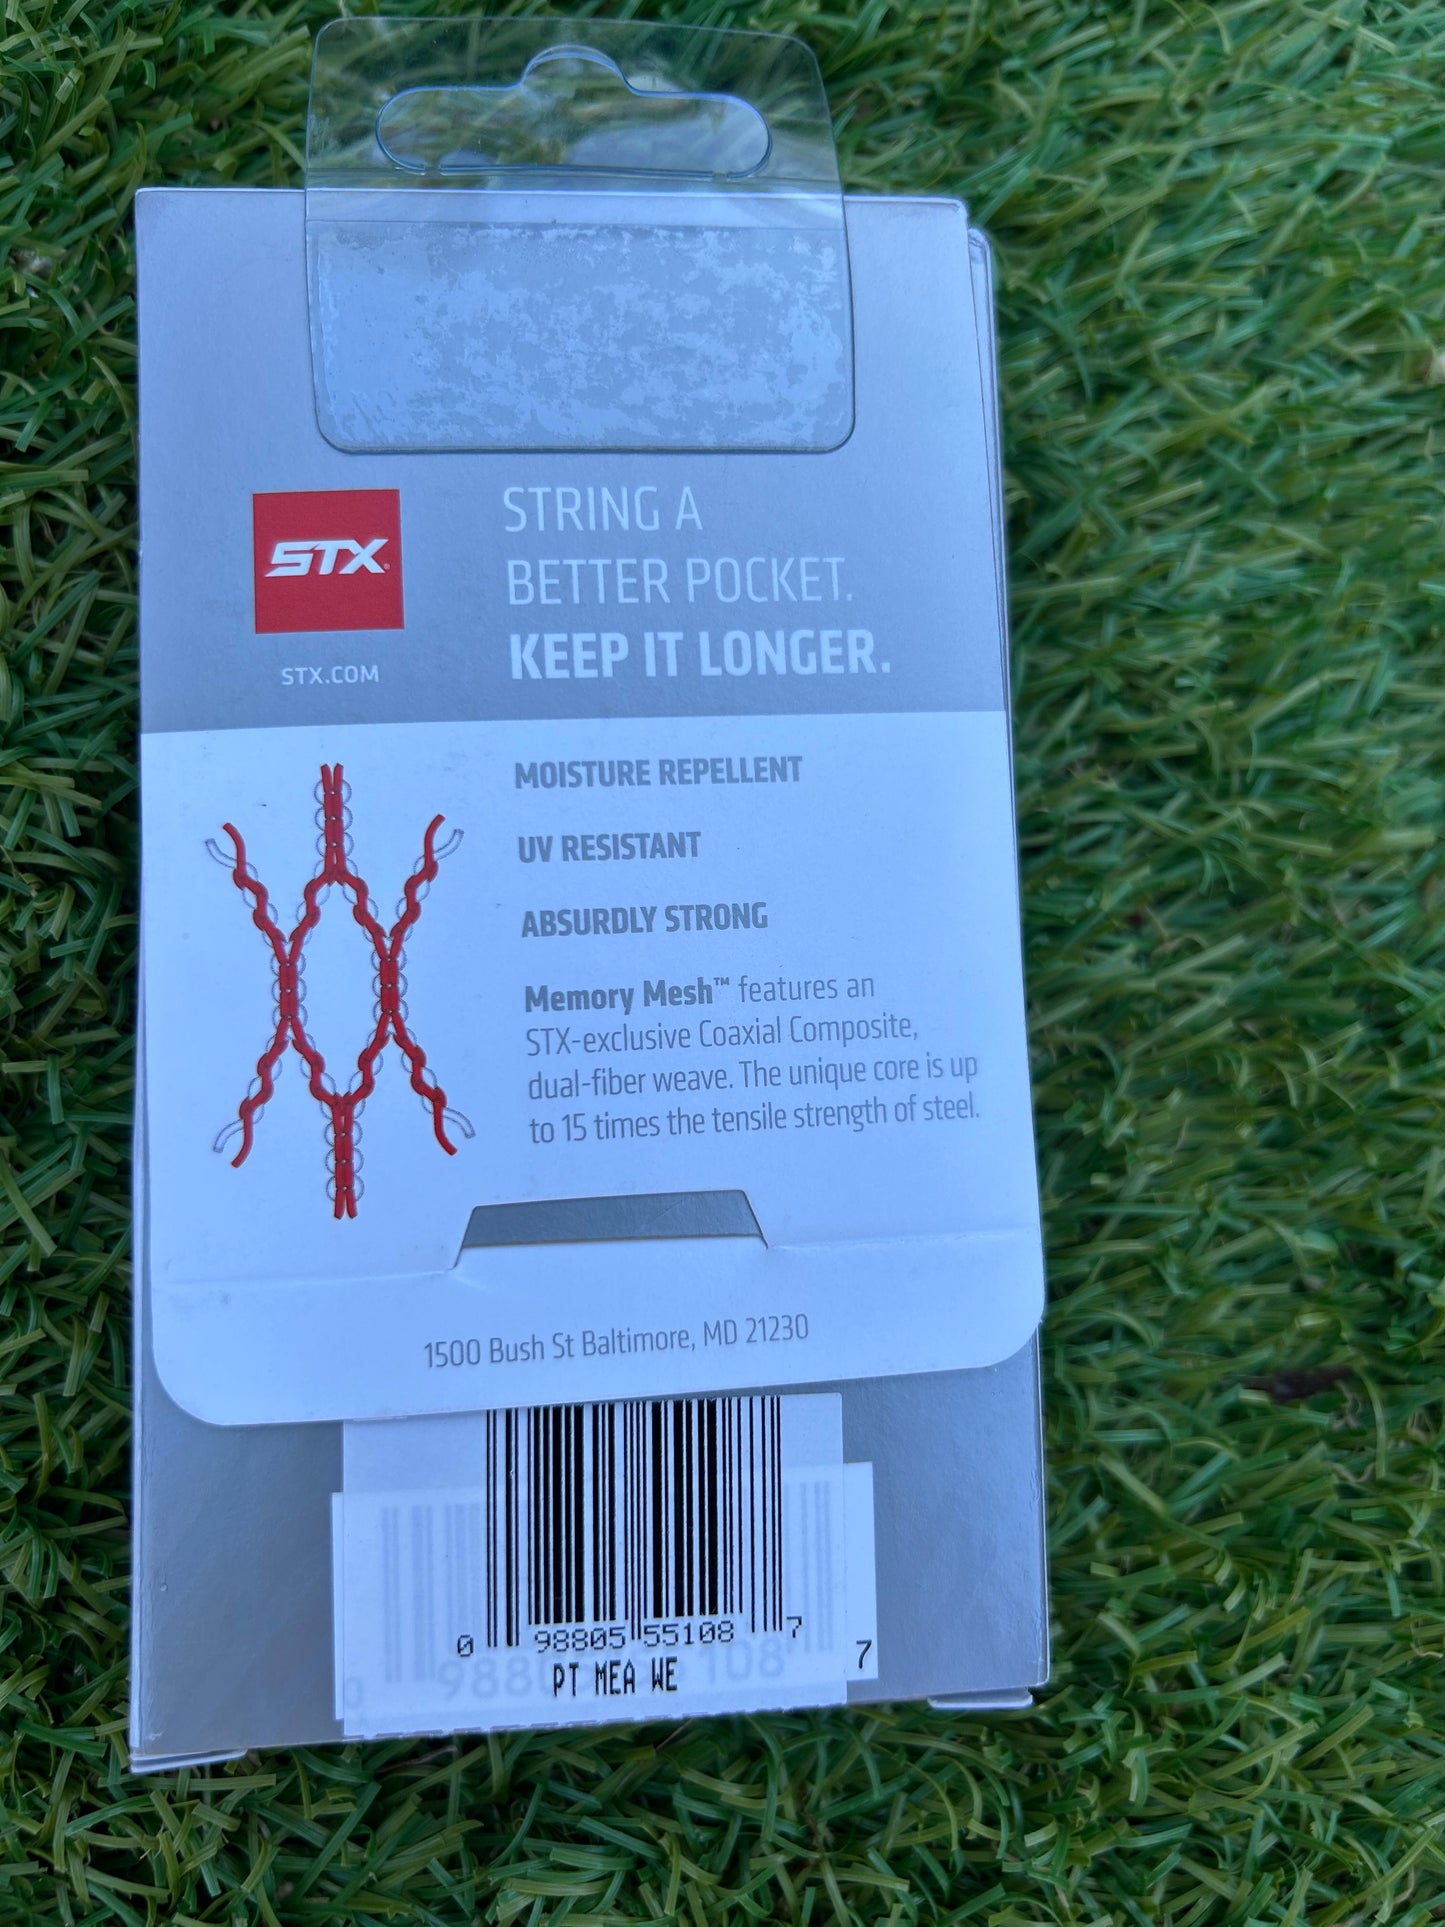 STRING A
BETTER POCKET.
KEEP IT LONGER.
STX®
STX.COM
MOISTURE REPELLENT
UV RESISTANT
ABSURDLY STRONG
Memory Mesh™ features an
STX-exclusive Coaxial Composite,
dual-fiber weave. The unique core is up
to 15 times the tensile strength of steel.
1500 Bush St Baltimore, MD 21230
0 98805 55108 7
PT MEA WE
7